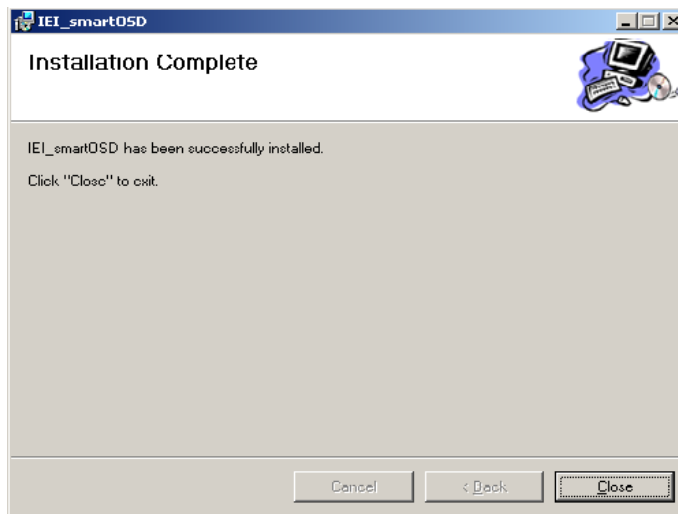 IEI_smartOSD
Installation Complete
IEI_smartOSD has been successfully installed.
Click "Close" to exit.
Cancel
< Back
Close